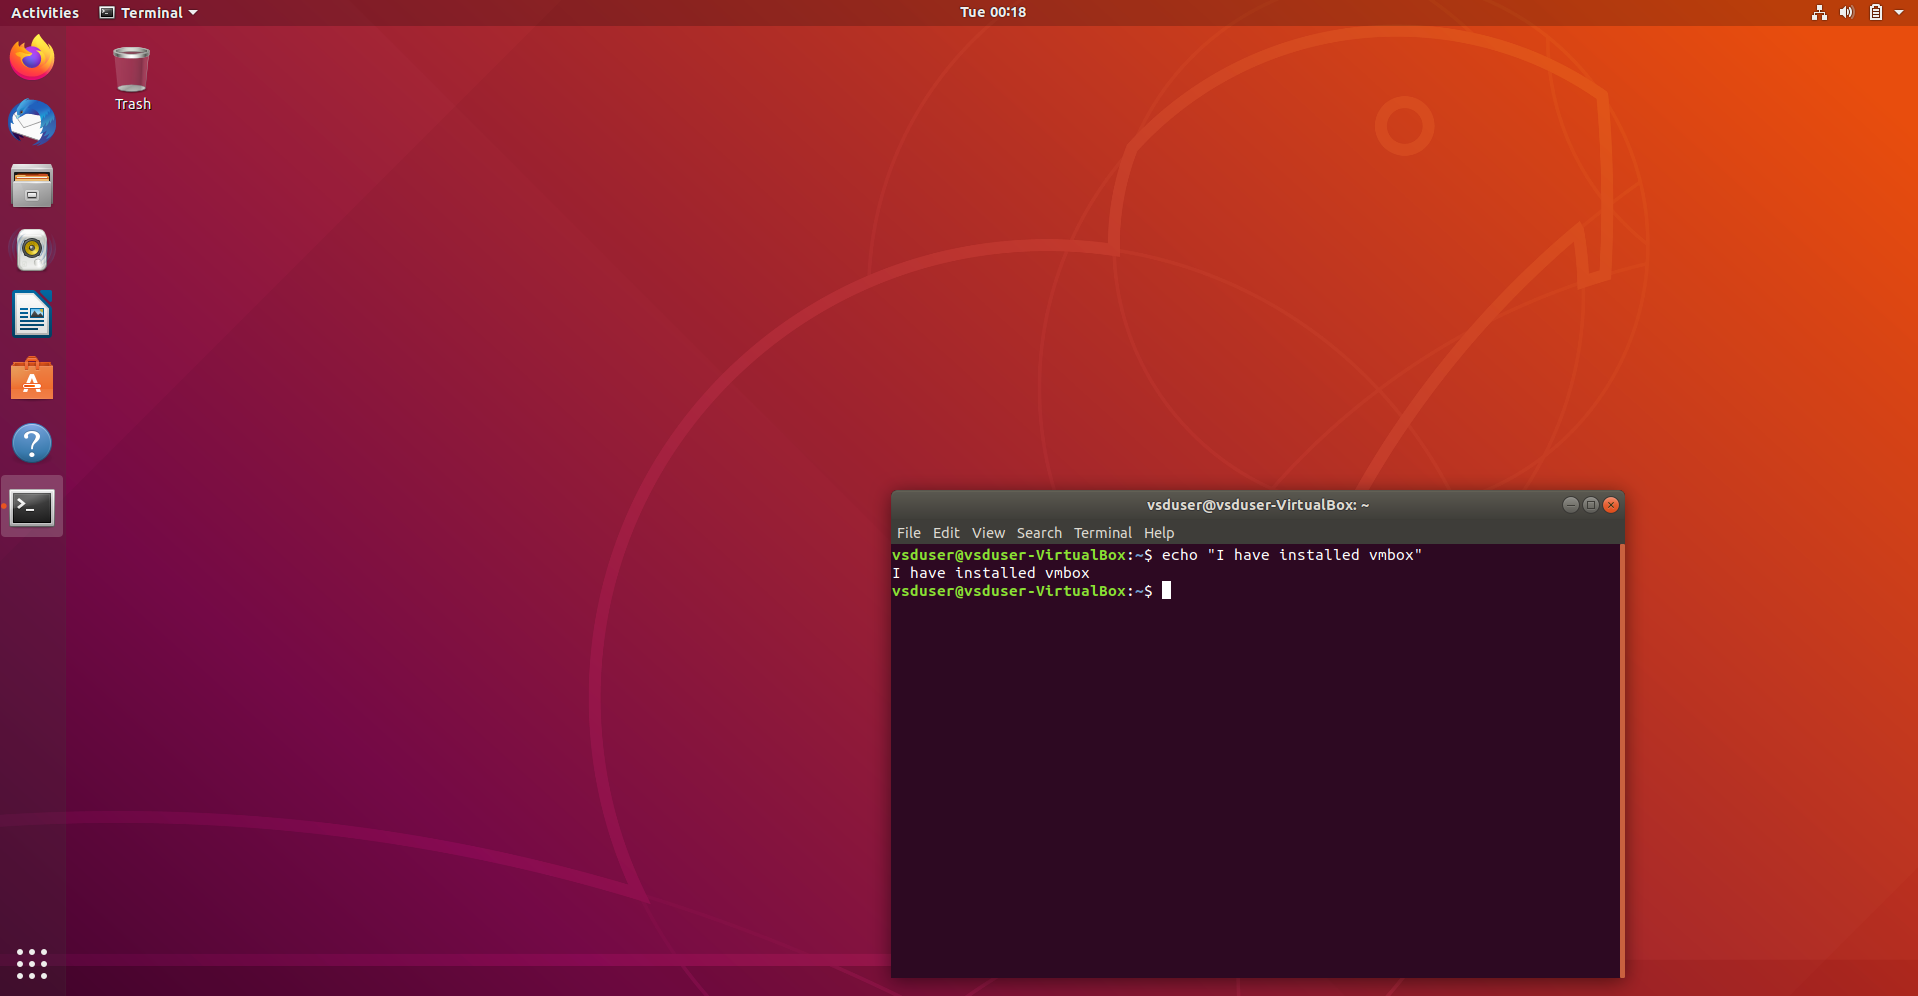 Activities
Terminal
Tue 00:18
Trash
vsduser@vsduser-VirtualBox: ~
File Edit View Search Terminal Help
vsduser@vsduser-VirtualBox:~$ echo "I have installed vmbox"
I have installed vmbox
vsduser@vsduser-VirtualBox:~$